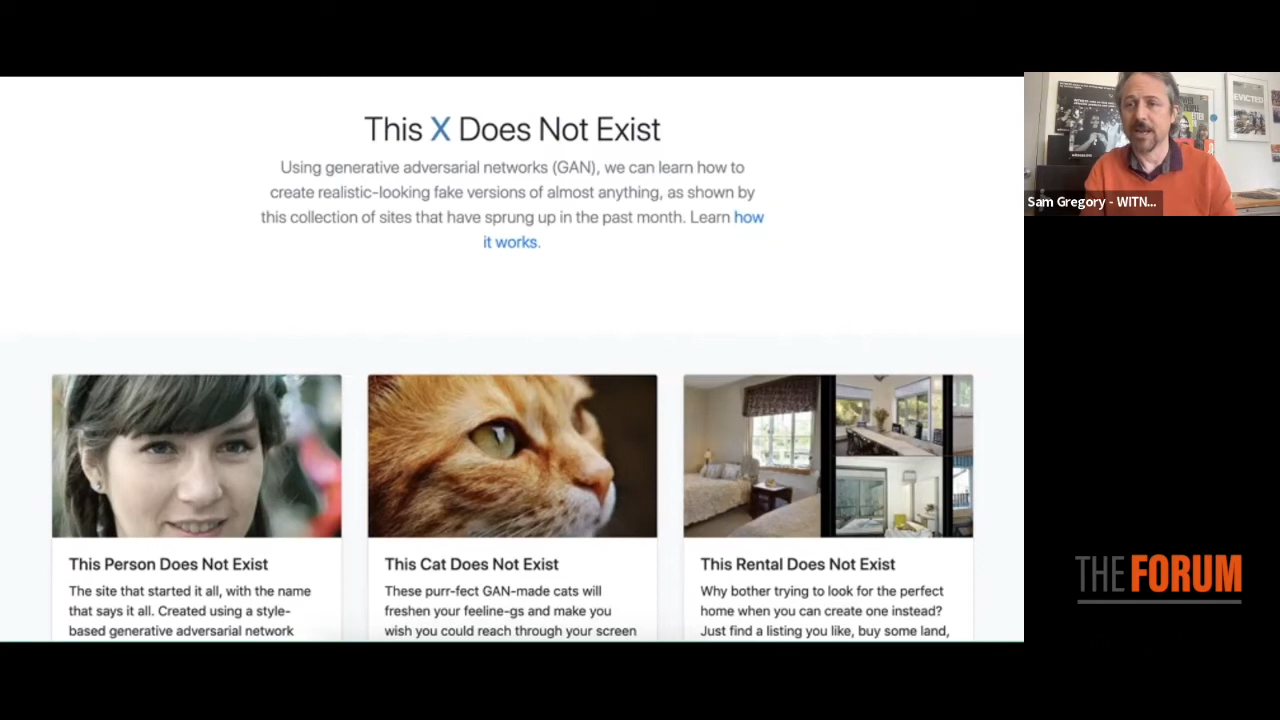 This X Does Not Exist
Using generative adversarial networks (GAN), we can learn how to
create realistic-looking fake versions of almost anything, as shown by
this collection of sites that have sprung up in the past month. Learn how
it works.
This Person Does Not Exist
The site that started it all, with the name
that says it all. Created using a style-
based generative adversarial network
This Cat Does Not Exist
These purr-fect GAN-made cats will
freshen your feeline-gs and make you
wish you could reach through your screen
This Rental Does Not Exist
Why bother trying to look for the perfect
home when you can create one instead?
Just find a listing you like, buy some land,
EVICTED
Sam Gregory - WITN...
THE FORUM